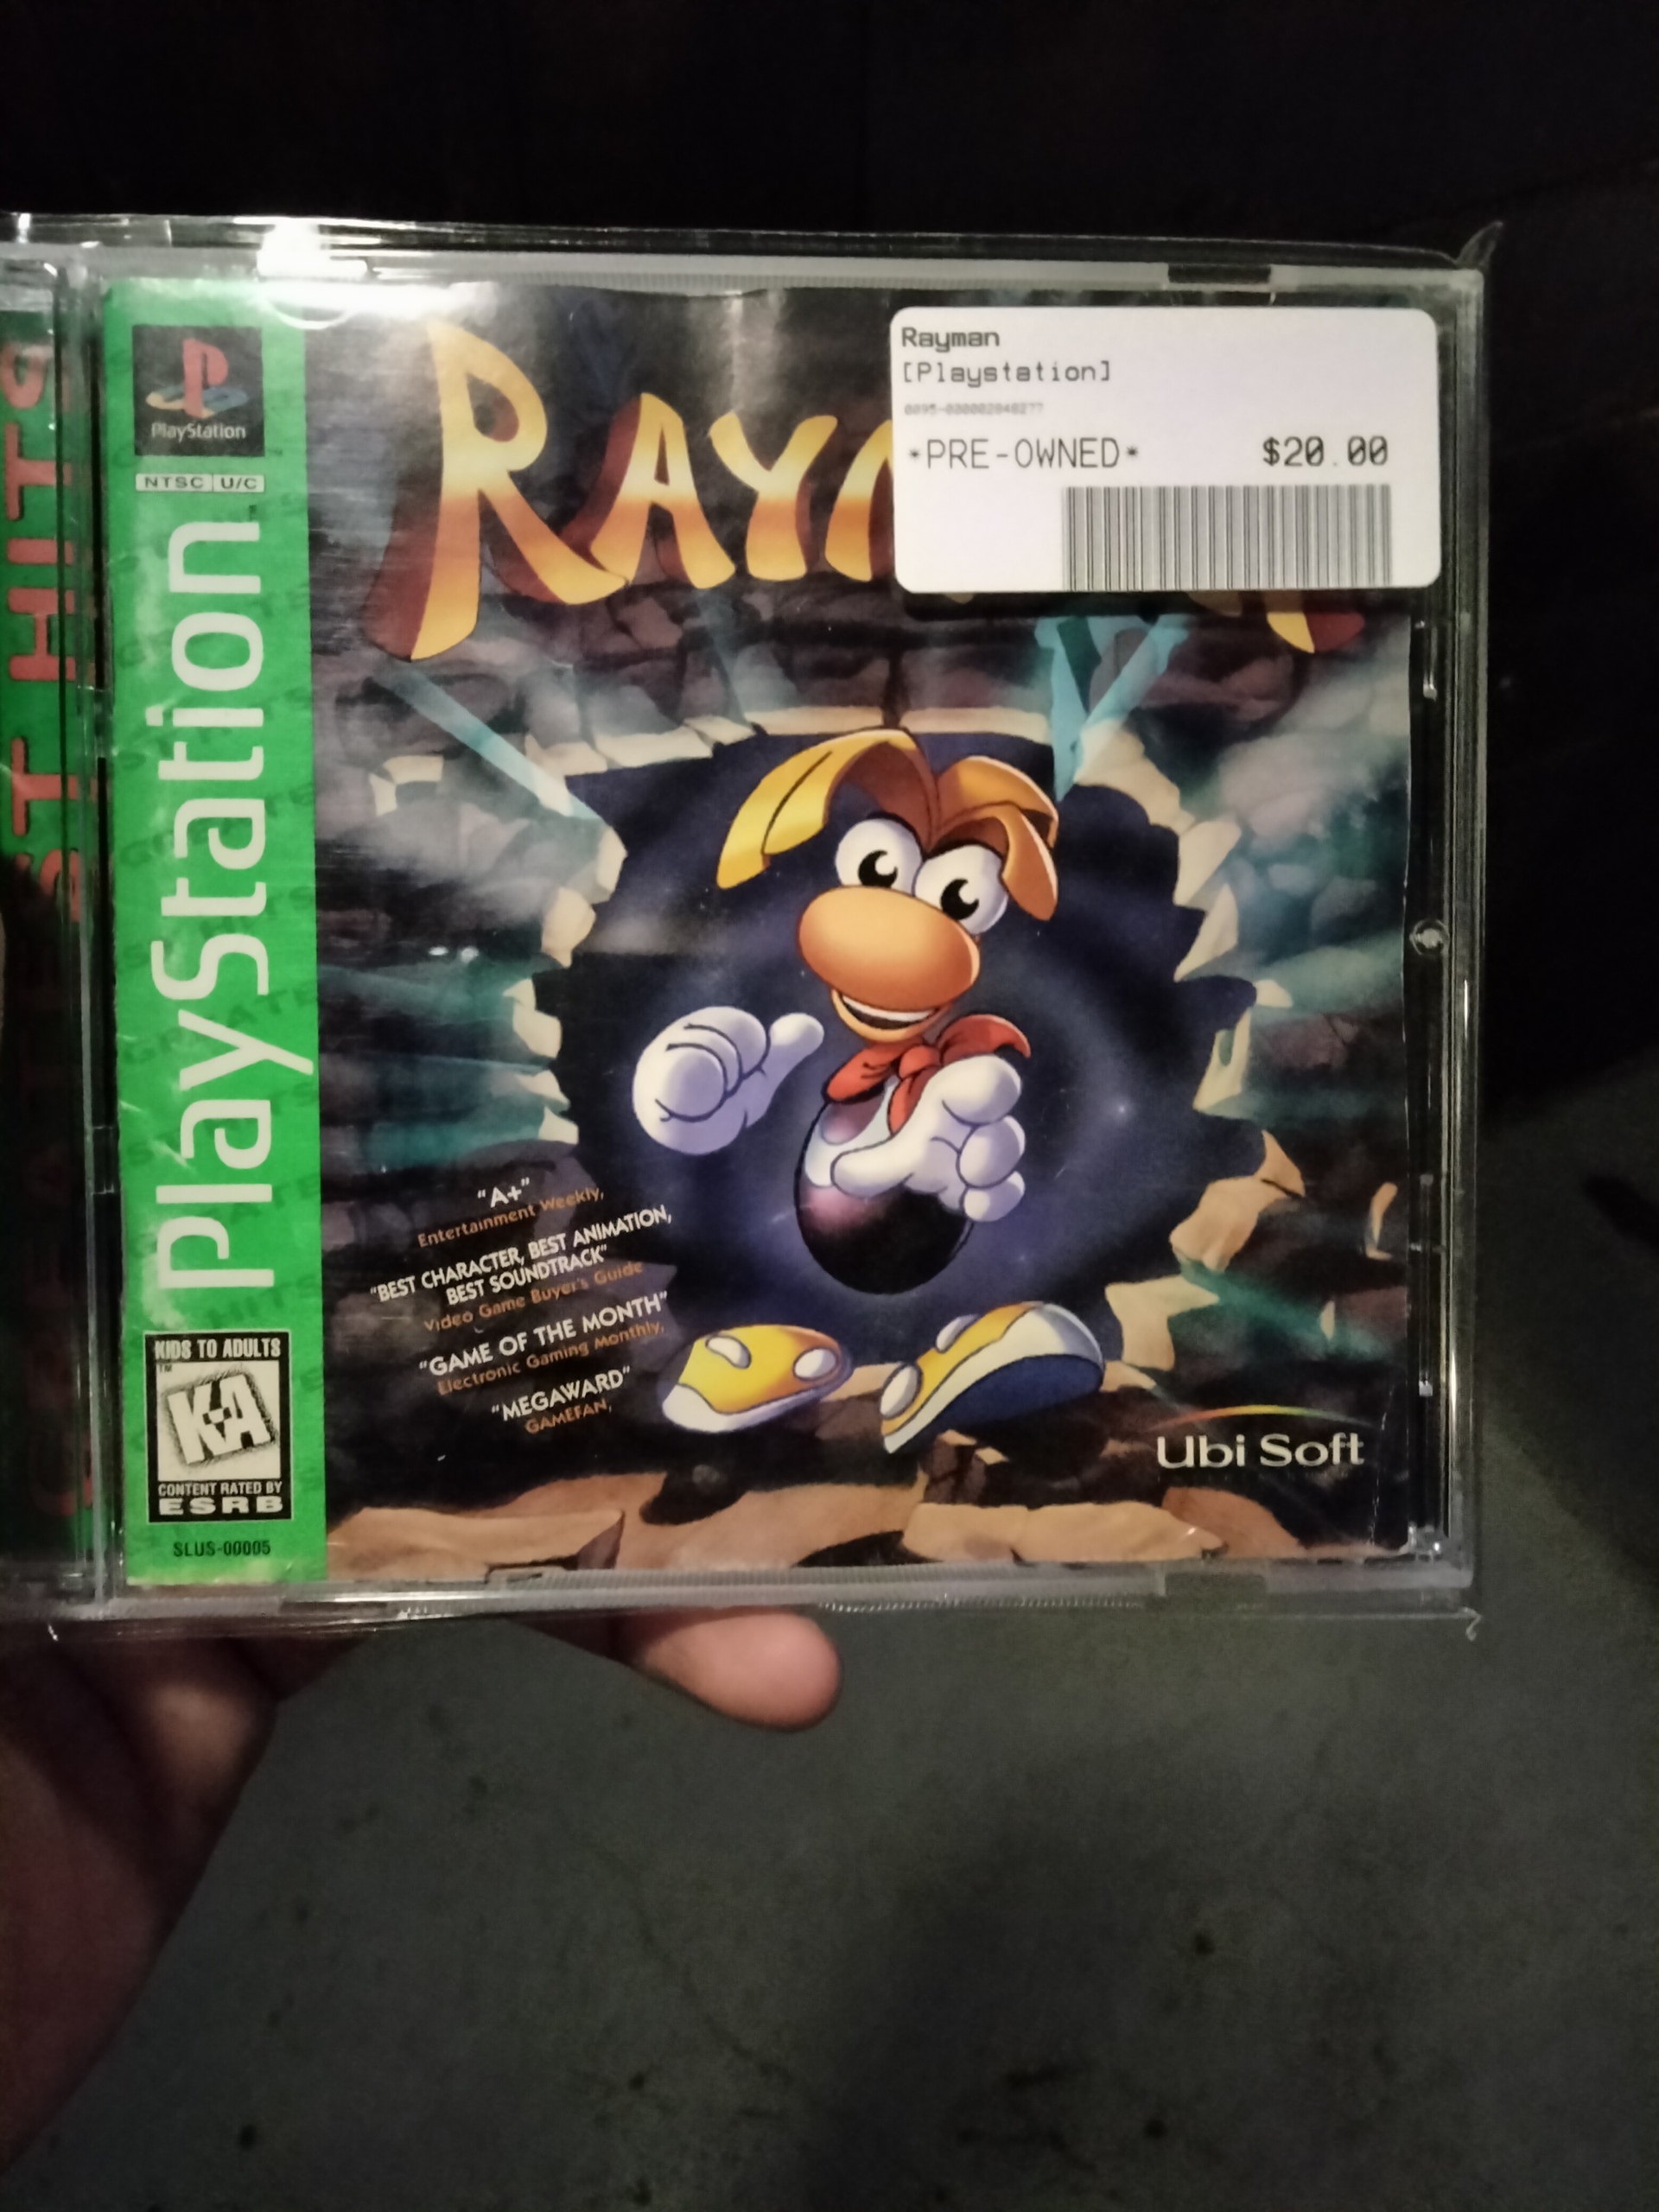 ST HITS
PlayStation
NTSC U/C
PlayStation
KIDS TO ADULTS
KA
CONTENT RATED BY
ESRB
SLUS-00005
Rayman
[Playstation]
*PRE-OWNED*
$20.00
"A+"
Entertainment Weekly,
"BEST CHARACTER, BEST ANIMATION,
BEST SOUNDTRACK"
Video Game Buyer's Guide
"GAME OF THE MONTH"
Electronic Gaming Monthly,
"MEGAWARD"
GAMEFAN,
Ubi Soft